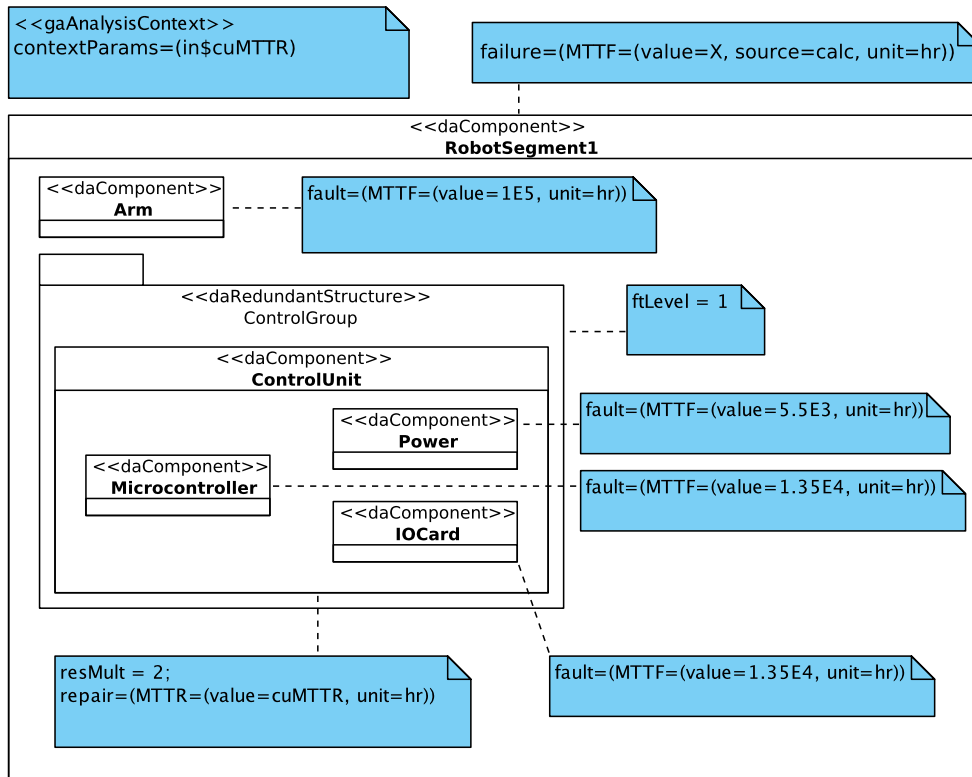 <<gaAnalysisContext>>
contextParams=(in$cuMTTR)
failure=(MTTF=(value=X, source=calc, unit=hr))
<<daComponent>>
RobotSegment1
<<daComponent>>
Arm
fault=(MTTF=(value=1E5, unit=hr))
<<daRedundantStructure>>
ControlGroup
ftLevel = 1
<<daComponent>>
ControlUnit
<<daComponent>>
Power
fault=(MTTF=(value=5.5E3, unit=hr))
<<daComponent>>
Microcontroller
fault=(MTTF=(value=1.35E4, unit=hr))
<<daComponent>>
IOCard
resMult = 2;
repair=(MTTR=(value=cuMTTR, unit=hr))
fault=(MTTF=(value=1.35E4, unit=hr))